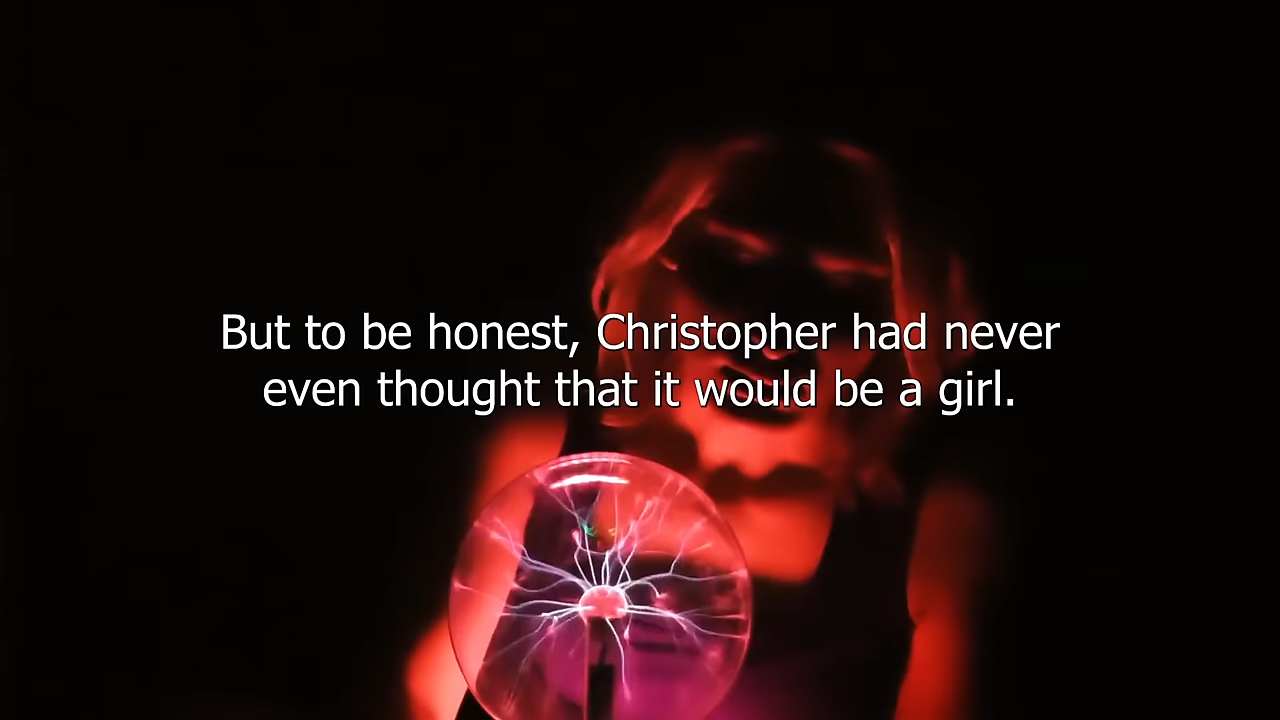 But to be honest, Christopher had never
even thought that it would be a girl.